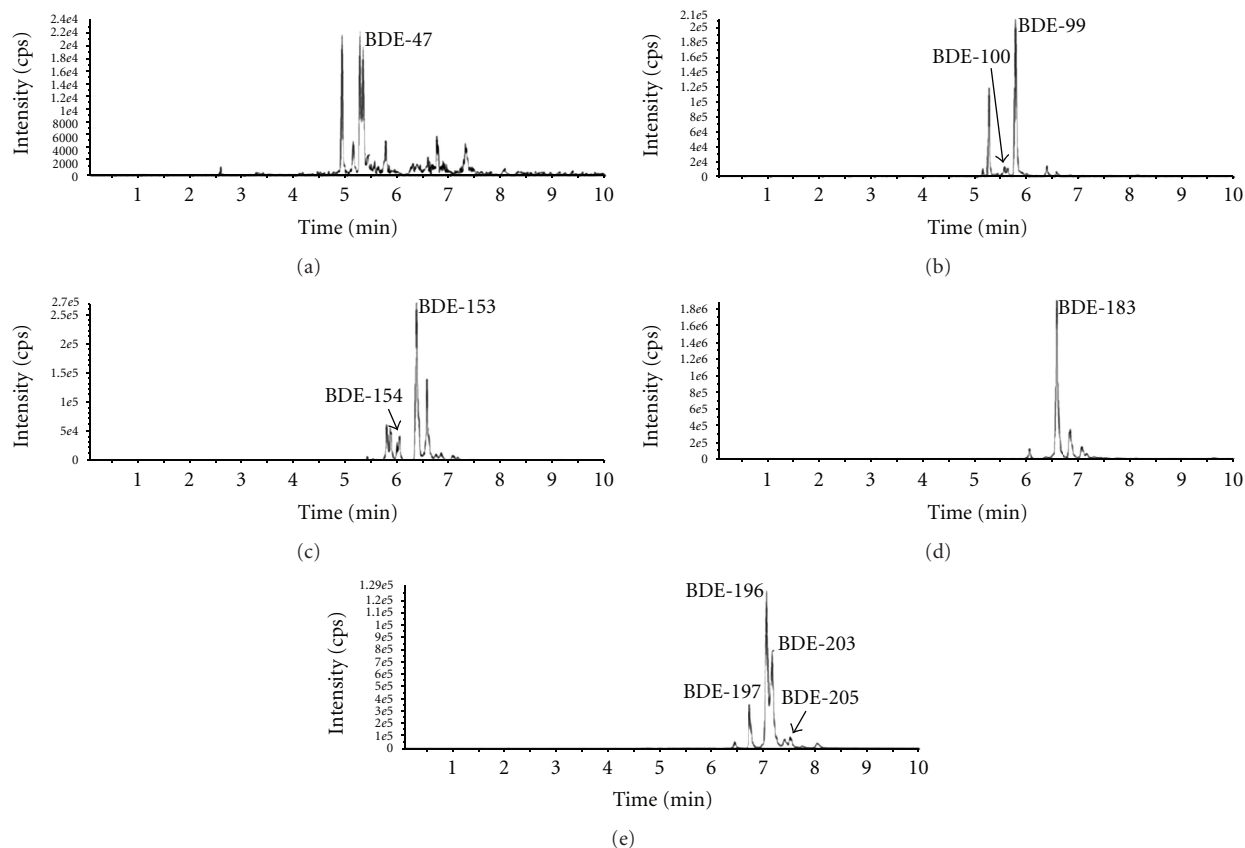 2.4e4
2.2e4
2e4
1.8e4
1.6e4
1.4e4
1.2e4
1e4
8000
6000
4000
2000
0
Intensity (cps)
BDE-47
1 2 3 4 5 6 7 8 9 10
Time (min)
(a)
2.1e5
2e5
1.8e5
1.6e5
1.4e5
1.2e5
1e5
8e4
6e4
4e4
2e4
0
Intensity (cps)
BDE-99
BDE-100
1 2 3 4 5 6 7 8 9 10
Time (min)
(b)
2.7e5
2.5e5
2e5
1.5e5
1e5
5e4
0
Intensity (cps)
BDE-153
BDE-154
1 2 3 4 5 6 7 8 9 10
Time (min)
(c)
1.8e6
1.6e6
1.4e6
1.2e6
1e6
8e5
6e5
4e5
2e5
0
Intensity (cps)
BDE-183
1 2 3 4 5 6 7 8 9 10
Time (min)
(d)
1.29e5
1.2e5
1.1e5
1e5
9e5
8e5
7e5
6e5
5e5
4e5
3e5
2e5
1e5
0
Intensity (cps)
BDE-196
BDE-203
BDE-197
BDE-205
1 2 3 4 5 6 7 8 9 10
Time (min)
(e)